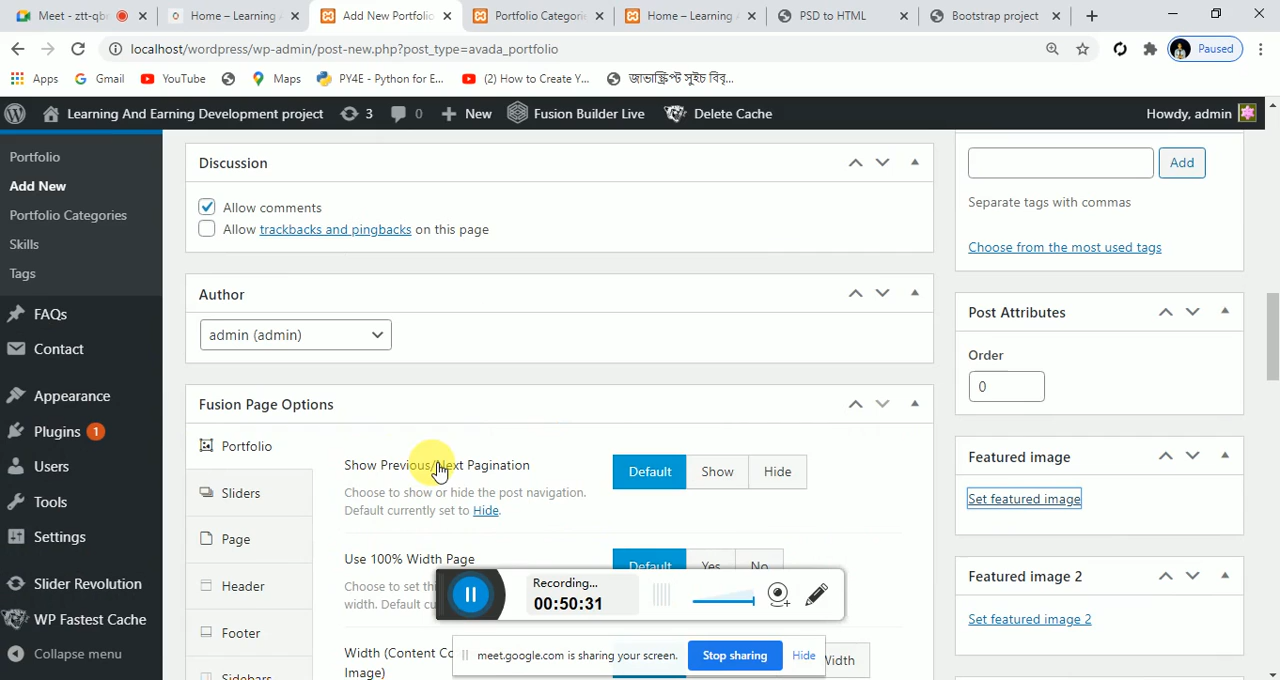 Meet - ztt-qb
Home – Learning
Add New Portfolio
Portfolio Categorie
Home – Learning
PSD to HTML
Bootstrap project
localhost/wordpress/wp-admin/post-new.php?post_type=avada_portfolio
Paused
Apps
Gmail
YouTube
Maps
PY4E - Python for E...
(2) How to Create Y...
জাভাস্ক্রিপ্ট সুইচ বিবৃ...
Learning And Earning Development project
3
0
New
Fusion Builder Live
Delete Cache
Howdy, admin
Portfolio
Add New
Portfolio Categories
Skills
Tags
FAQs
Contact
Appearance
Plugins 1
Users
Tools
Settings
Slider Revolution
WP Fastest Cache
Collapse menu
Discussion
Allow comments
Allow trackbacks and pingbacks on this page
Author
admin (admin)
Fusion Page Options
Portfolio
Sliders
Page
Header
Footer
Show Previous/Next Pagination
Choose to show or hide the post navigation.
Default currently set to Hide.
Default
Show
Hide
Use 100% Width Page
Choose to set thi
width. Default cu
Default
Yes
No
Width (Content Co
Image)
Width
Recording...
00:50:31
meet.google.com is sharing your screen.
Stop sharing
Hide
Add
Separate tags with commas
Choose from the most used tags
Post Attributes
Order
0
Featured image
Set featured image
Featured image 2
Set featured image 2